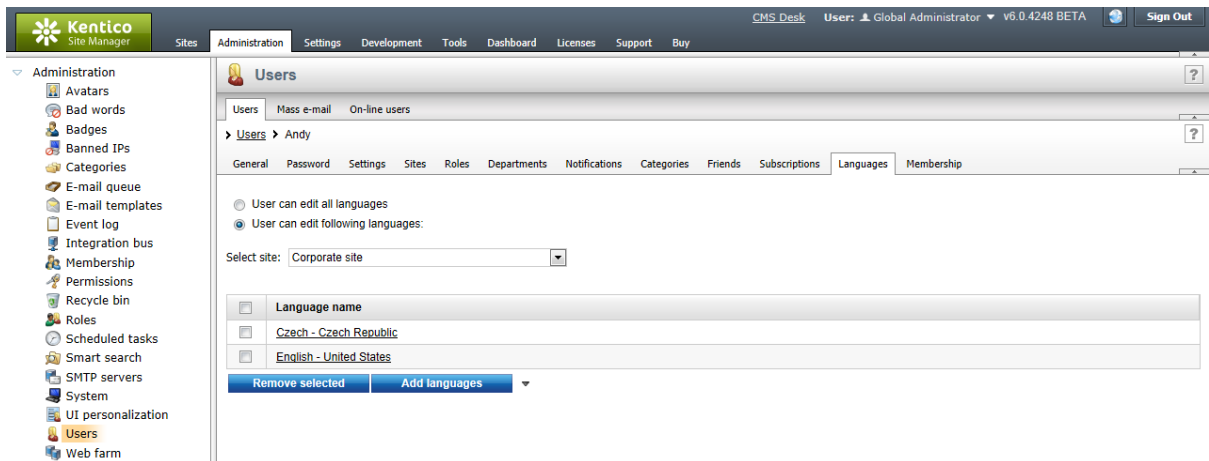 CMS Desk User: Global Administrator v6.0.4248 BETA Sign Out
Kentico
Site Manager
Sites Administration Settings Development Tools Dashboard Licenses Support Buy
Administration
Avatars
Bad words
Badges
Banned IPs
Categories
E-mail queue
E-mail templates
Event log
Integration bus
Membership
Permissions
Recycle bin
Roles
Scheduled tasks
Smart search
SMTP servers
System
UI personalization
Users
Web farm
Users ?
Users Mass e-mail On-line users
> Users > Andy ?
General Password Settings Sites Roles Departments Notifications Categories Friends Subscriptions Languages Membership
User can edit all languages
User can edit following languages:
Select site: Corporate site
Language name
Czech - Czech Republic
English - United States
Remove selected Add languages